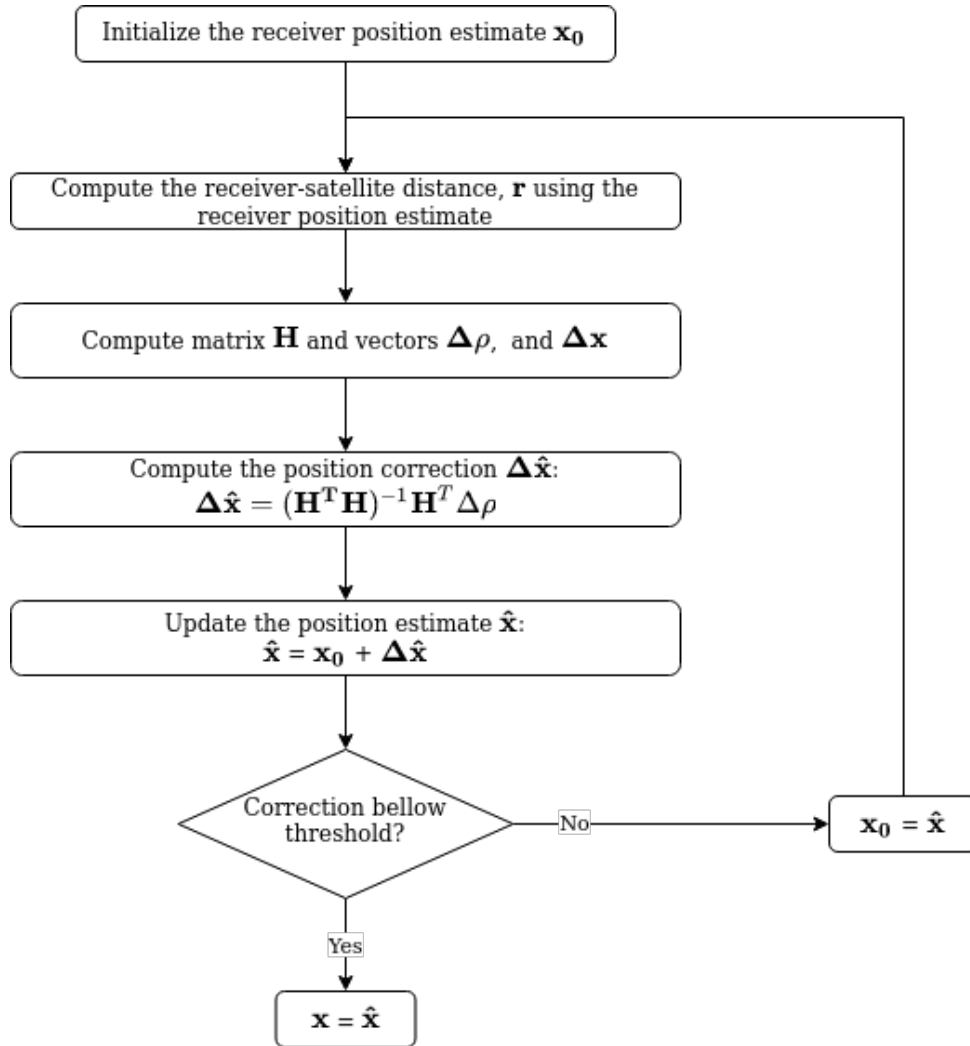 Initialize the receiver position estimate x₀
Compute the receiver-satellite distance, r using the
receiver position estimate
Compute matrix H and vectors Δρ, and Δx
Compute the position correction Δx̂:
Δx̂ = (HᵀH)⁻¹Hᵀ Δρ
Update the position estimate x̂:
x̂ = x₀ + Δx̂
Correction bellow
threshold?
No
x₀ = x̂
Yes
x = x̂